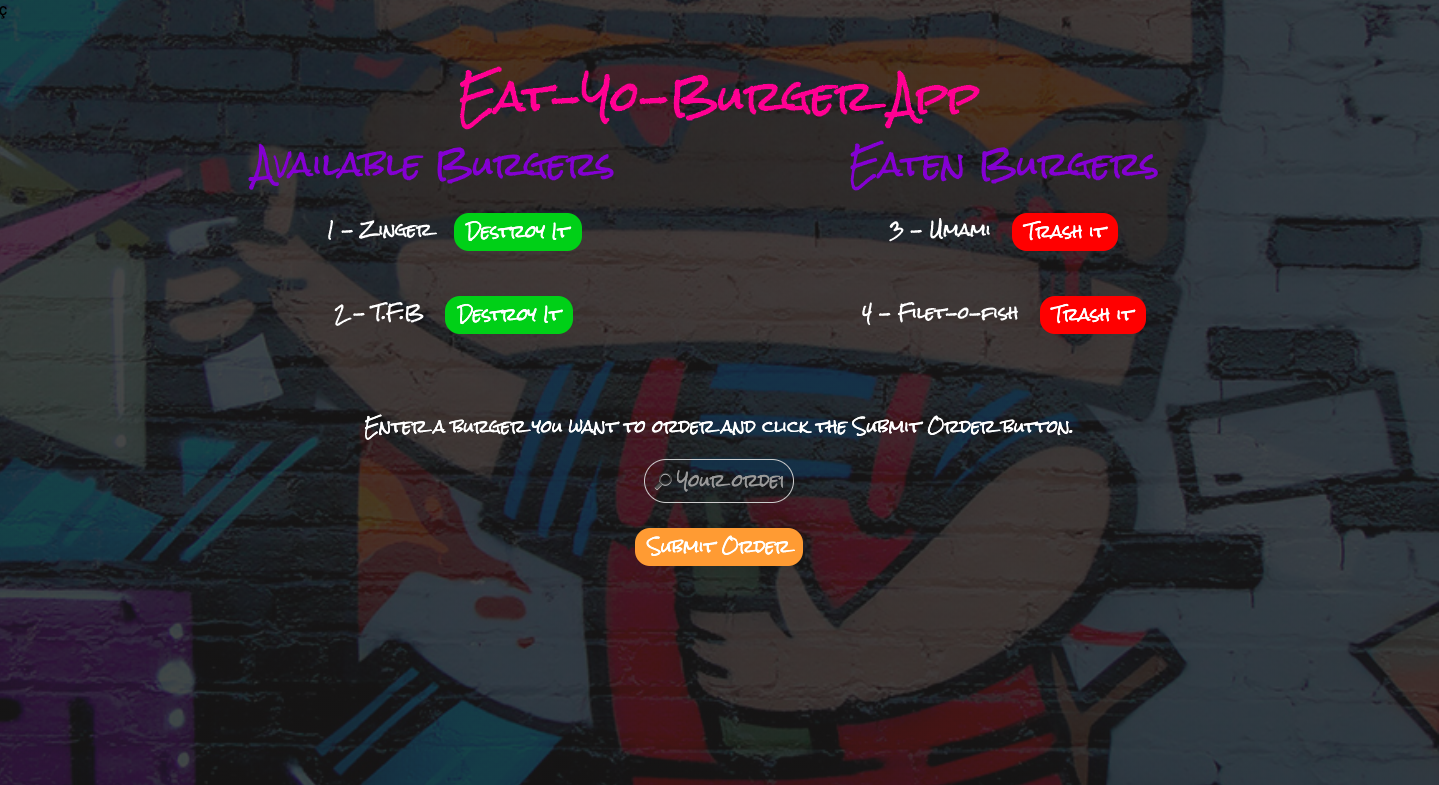 ç
Eat-Yo-Burger App
Available Burgers
1 - Zinger Destroy It
2 - T.F.B Destroy It
Eaten Burgers
3 - Umami Trash it
4 - Filet-o-fish Trash it
Enter a burger you want to order and click the Submit Order button.
Your order
Submit Order